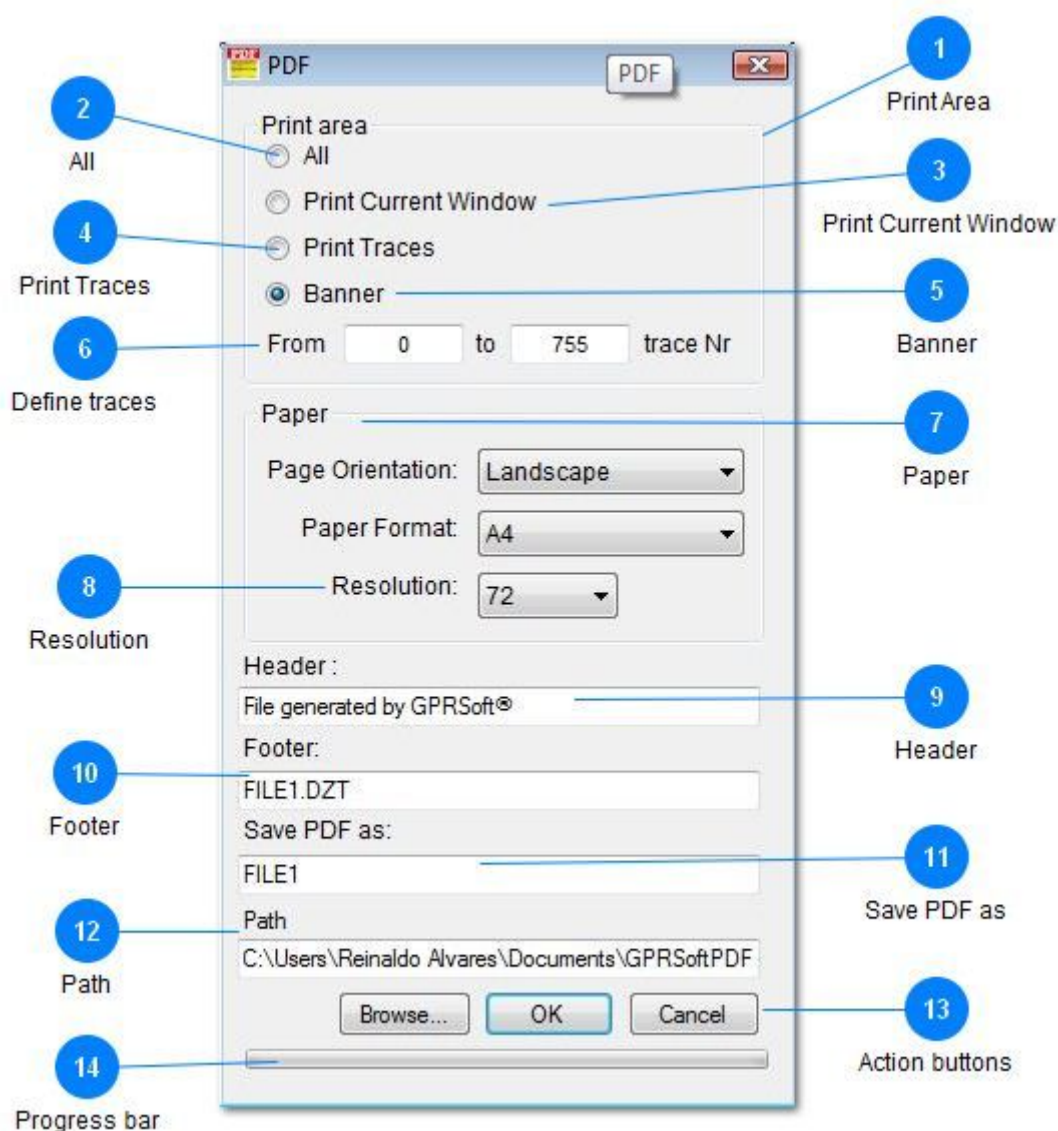 PDF
PDF
PDF
1
Print Area
2
All
Print area
All
3
Print Current Window
Print Current Window
4
Print Traces
Print Traces
5
Banner
Banner
6
Define traces
From 0 to 755 trace Nr
7
Paper
Paper
Page Orientation: Landscape
Paper Format: A4
8
Resolution
Resolution: 72
Header :
File generated by GPRSoft®
9
Header
Footer:
FILE1.DZT
10
Footer
Save PDF as:
FILE1
11
Save PDF as
12
Path
Path
C:\Users\Reinaldo Alvares\Documents\GPRSoftPDF
Browse... OK Cancel
13
Action buttons
14
Progress bar